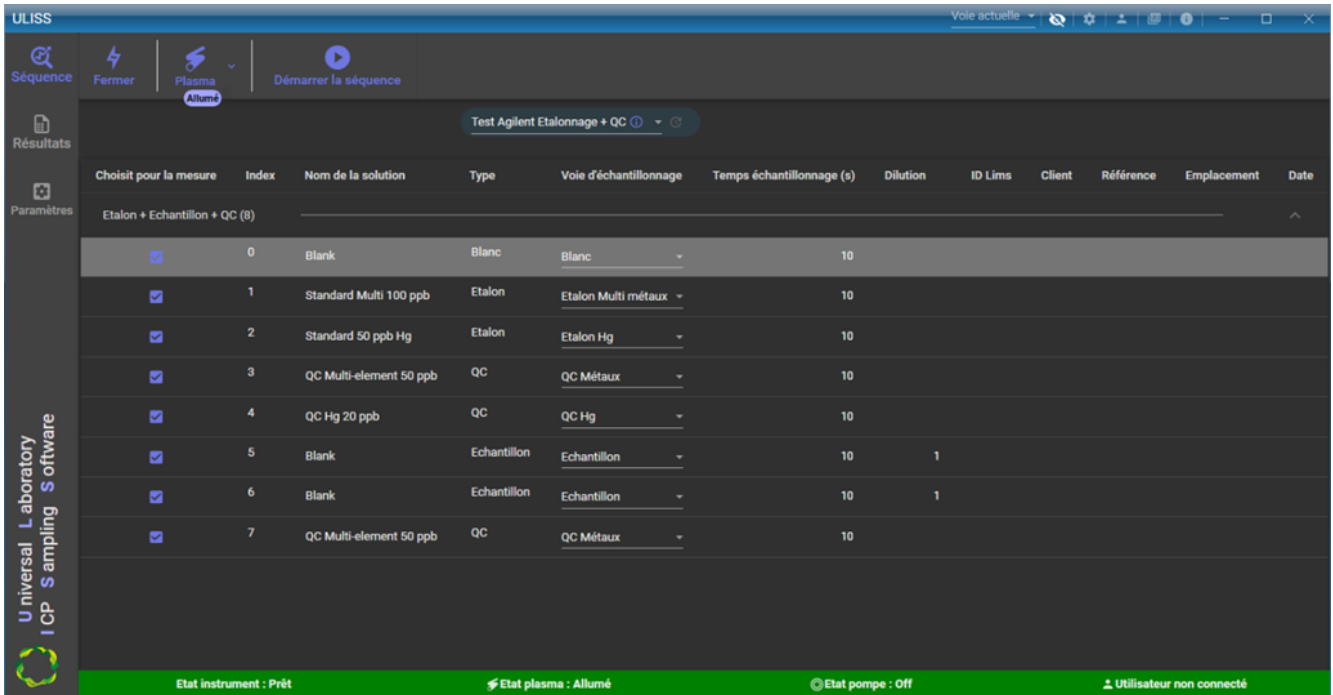 ULISS
Voie actuelle
Séquence
Fermer
Plasma
Allumé
Démarrer la séquence
Résultats
Paramètres
Test Agilent Etalonnage + QC
Choisit pour la mesure Index Nom de la solution Type Voie d'échantillonnage Temps échantillonnage (s) Dilution ID Lims Client Référence Emplacement Date
Etalon + Echantillon + QC (8)
0 Blank Blanc Blanc 10
1 Standard Multi 100 ppb Etalon Etalon Multi métaux 10
2 Standard 50 ppb Hg Etalon Etalon Hg 10
3 QC Multi-element 50 ppb QC QC Métaux 10
4 QC Hg 20 ppb QC QC Hg 10
5 Blank Echantillon Echantillon 10 1
6 Blank Echantillon Echantillon 10 1
7 QC Multi-element 50 ppb QC QC Métaux 10
U niversal L aboratory
I CP S ampling S oftware
Etat instrument : Prêt Etat plasma : Allumé Etat pompe : Off Utilisateur non connecté